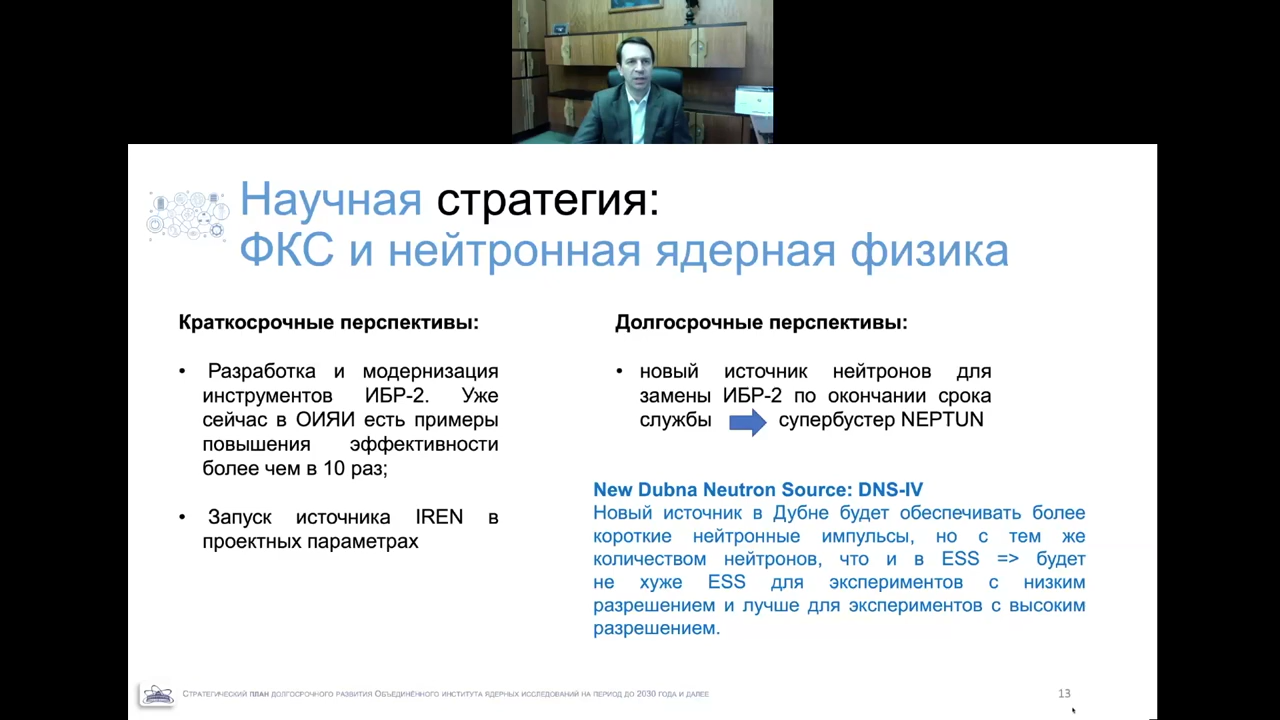 Научная стратегия:
ФКС и нейтронная ядерная физика
Краткосрочные перспективы:
• Разработка и модернизация
инструментов ИБР-2. Уже
сейчас в ОИЯИ есть примеры
повышения эффективности
более чем в 10 раз;
• Запуск источника IREN в
проектных параметрах
Долгосрочные перспективы:
• новый источник нейтронов для
замены ИБР-2 по окончании срока
службы супербустер NEPTUN
New Dubna Neutron Source: DNS-IV
Новый источник в Дубне будет обеспечивать более
короткие нейтронные импульсы, но с тем же
количеством нейтронов, что и в ESS => будет
не хуже ESS для экспериментов с низким
разрешением и лучше для экспериментов с высоким
разрешением.
Стратегический план долгосрочного развития Объединённого института ядерных исследований на период до 2030 года и далее
13